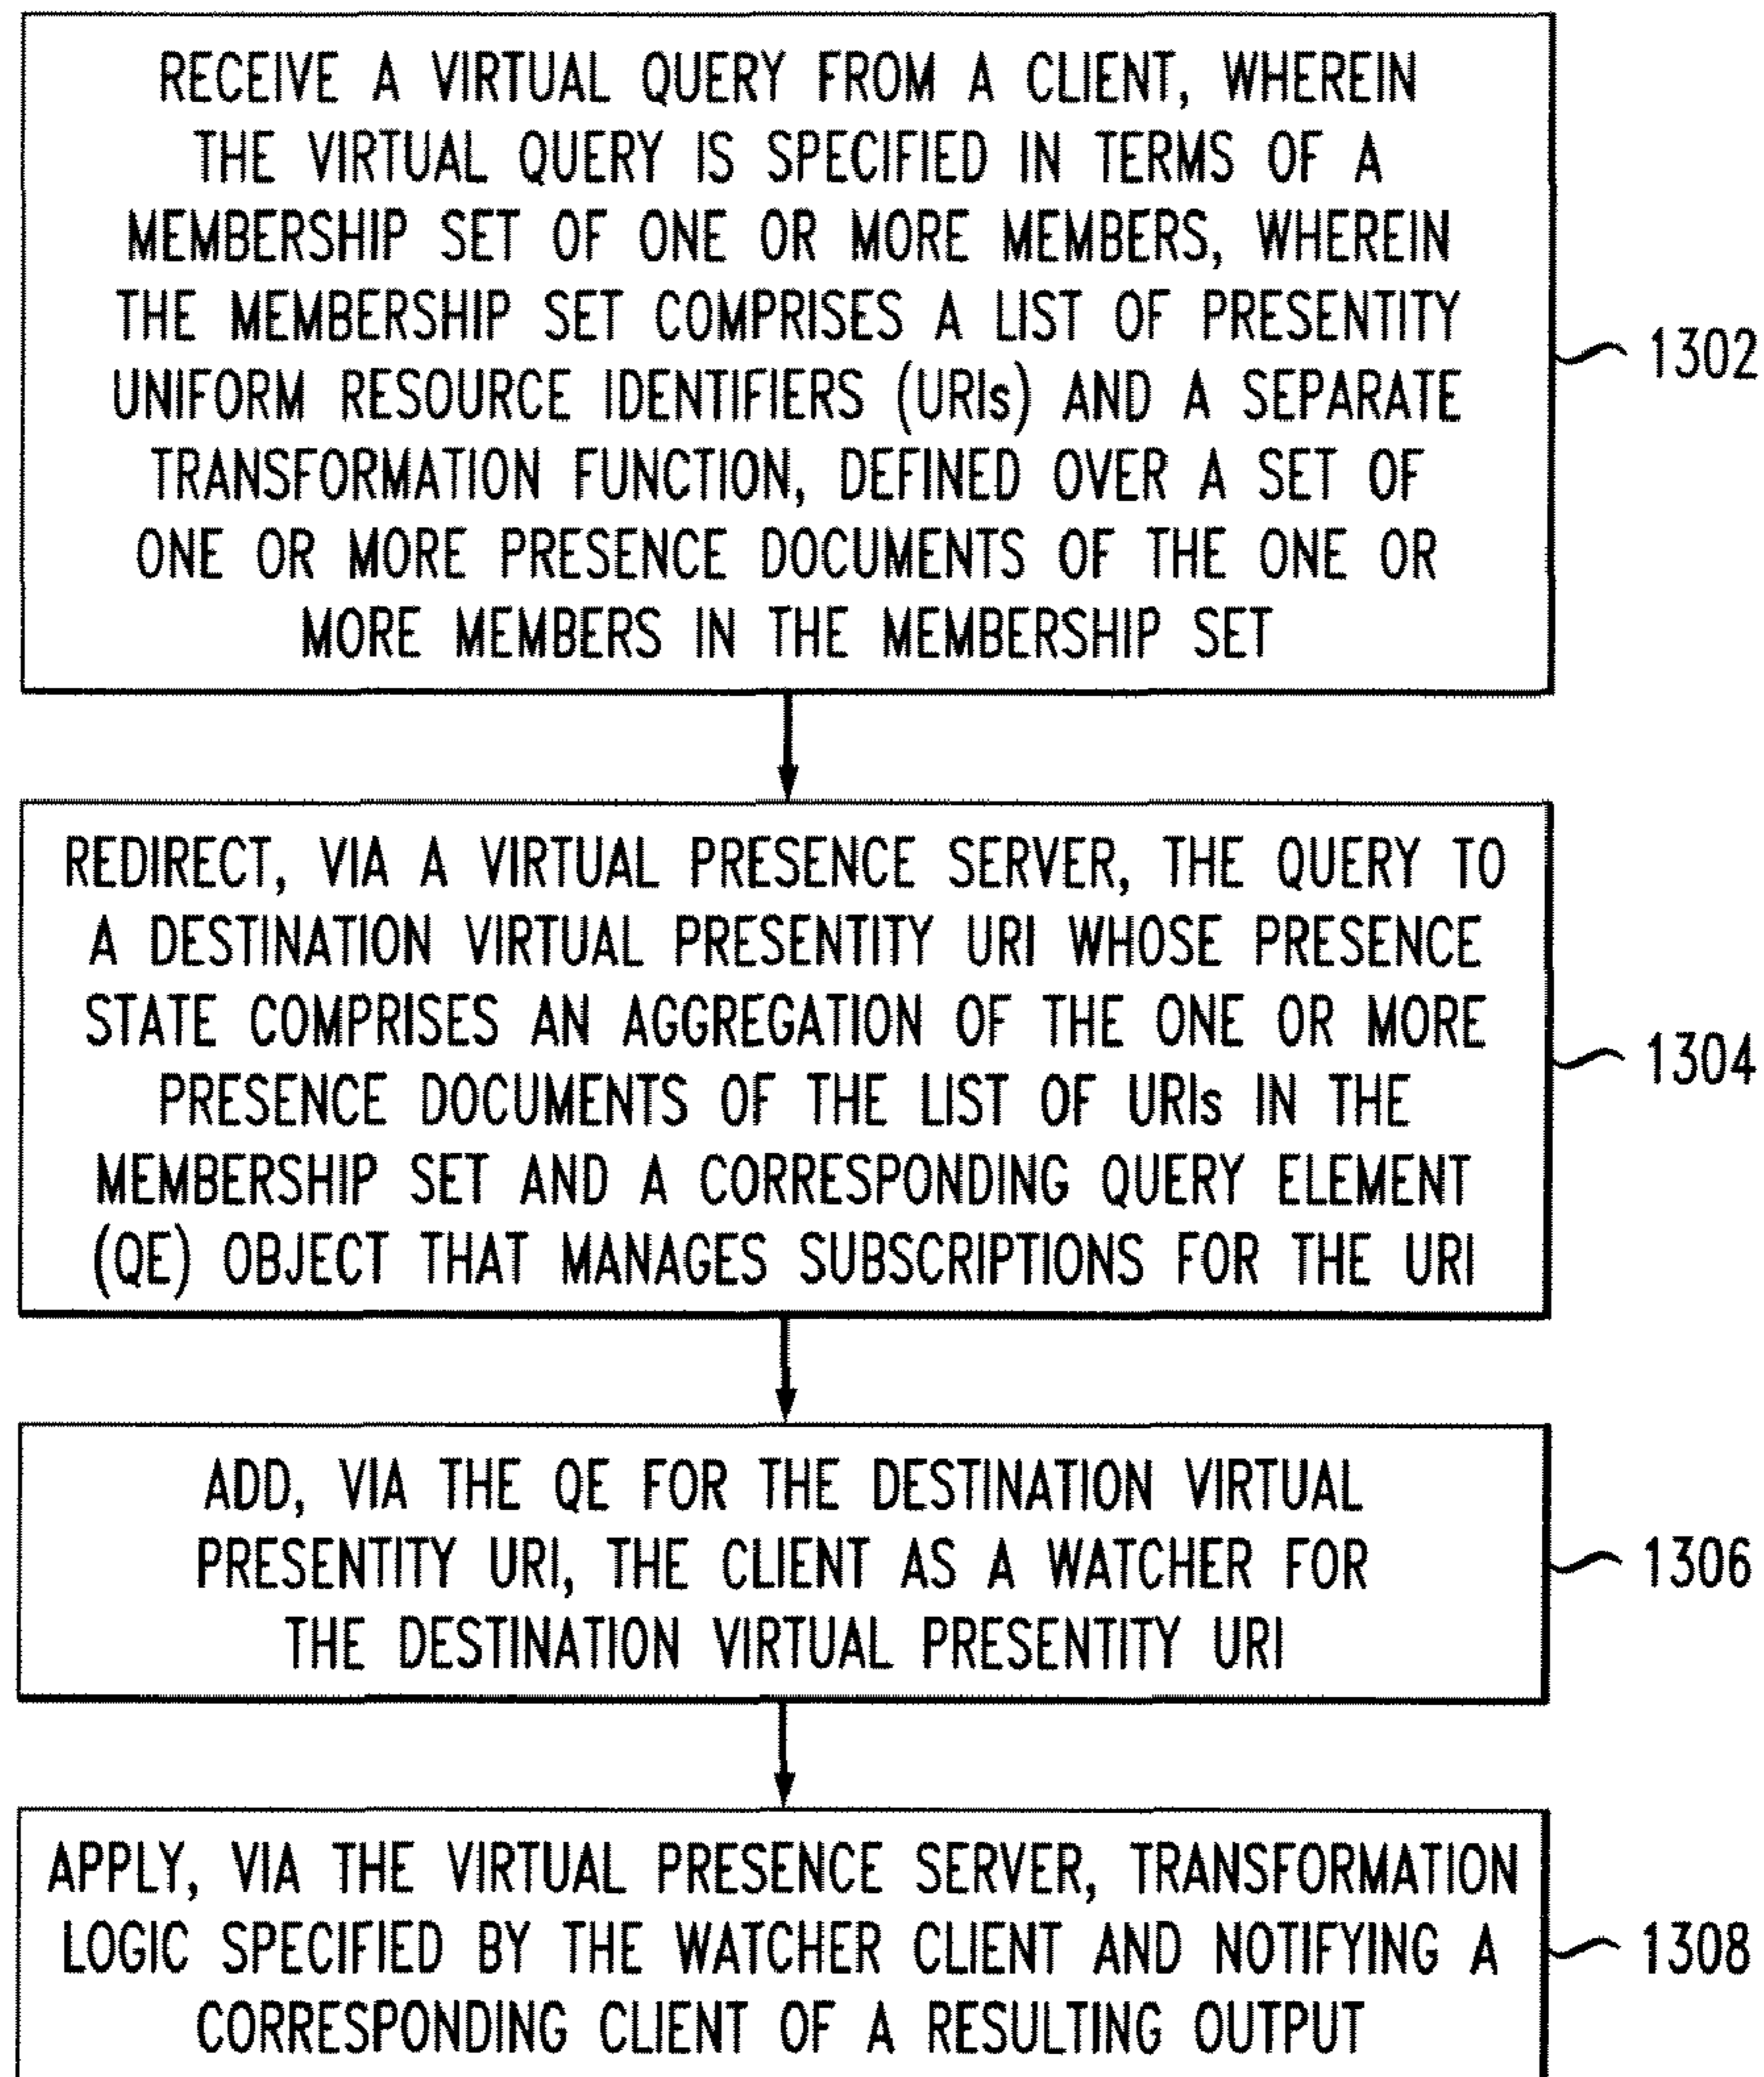 RECEIVE A VIRTUAL QUERY FROM A CLIENT, WHEREIN
THE VIRTUAL QUERY IS SPECIFIED IN TERMS OF A
MEMBERSHIP SET OF ONE OR MORE MEMBERS, WHEREIN
THE MEMBERSHIP SET COMPRISES A LIST OF PRESENTITY
UNIFORM RESOURCE IDENTIFIERS (URIs) AND A SEPARATE
TRANSFORMATION FUNCTION, DEFINED OVER A SET OF
ONE OR MORE PRESENCE DOCUMENTS OF THE ONE OR
MORE MEMBERS IN THE MEMBERSHIP SET
1302
REDIRECT, VIA A VIRTUAL PRESENCE SERVER, THE QUERY TO
A DESTINATION VIRTUAL PRESENTITY URI WHOSE PRESENCE
STATE COMPRISES AN AGGREGATION OF THE ONE OR MORE
PRESENCE DOCUMENTS OF THE LIST OF URIs IN THE
MEMBERSHIP SET AND A CORRESPONDING QUERY ELEMENT
(QE) OBJECT THAT MANAGES SUBSCRIPTIONS FOR THE URI
1304
ADD, VIA THE QE FOR THE DESTINATION VIRTUAL
PRESENTITY URI, THE CLIENT AS A WATCHER FOR
THE DESTINATION VIRTUAL PRESENTITY URI
1306
APPLY, VIA THE VIRTUAL PRESENCE SERVER, TRANSFORMATION
LOGIC SPECIFIED BY THE WATCHER CLIENT AND NOTIFYING A
CORRESPONDING CLIENT OF A RESULTING OUTPUT
1308